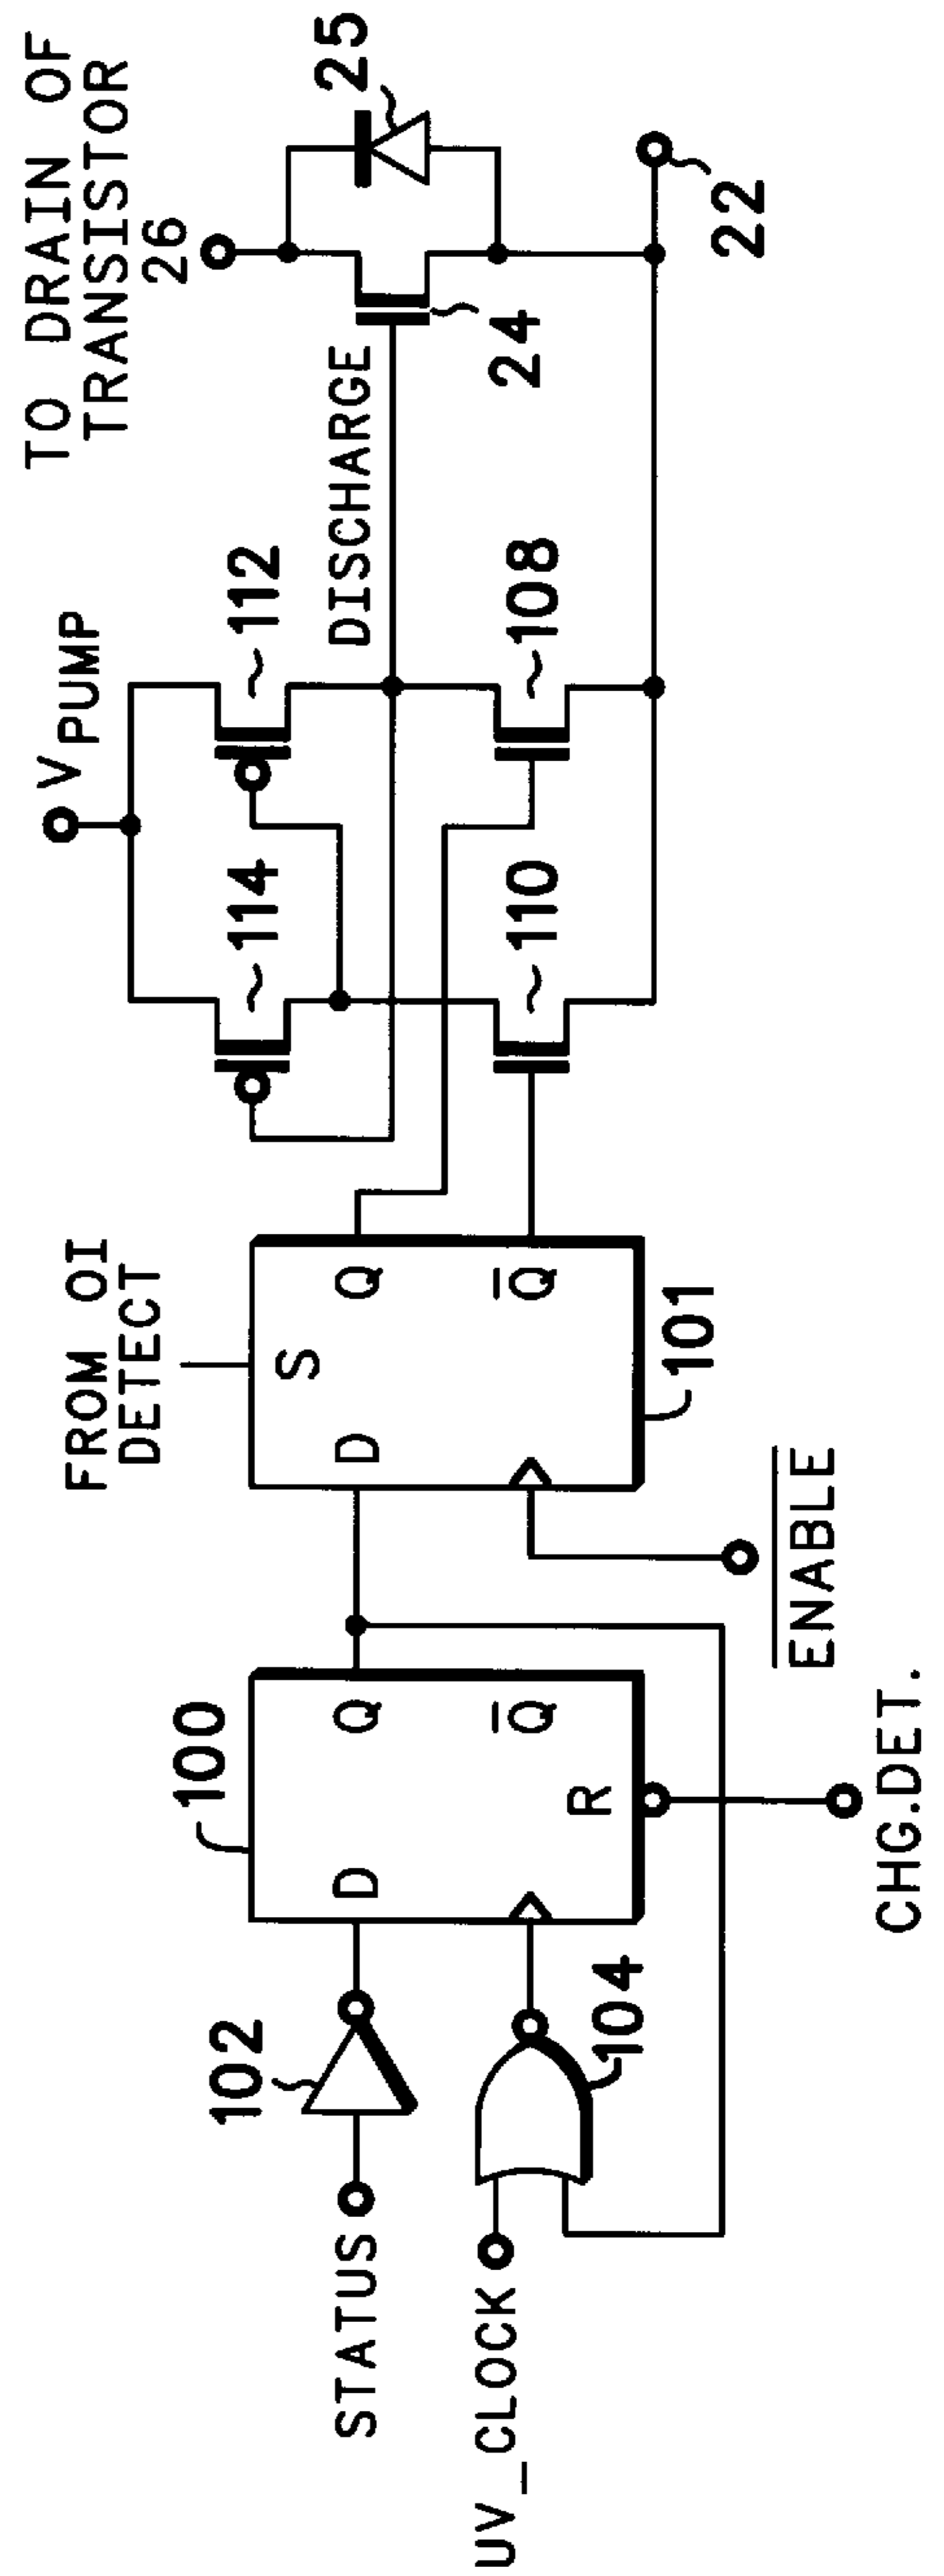 STATUS
UV_CLOCK
102
104
100
D
Q
Q
R
CHG.DET.
ENABLE
FROM OI
DETECT
S
D
Q
Q
101
V PUMP
114
112
110
108
DISCHARGE
TO DRAIN OF
TRANSISTOR
26
24
25
22